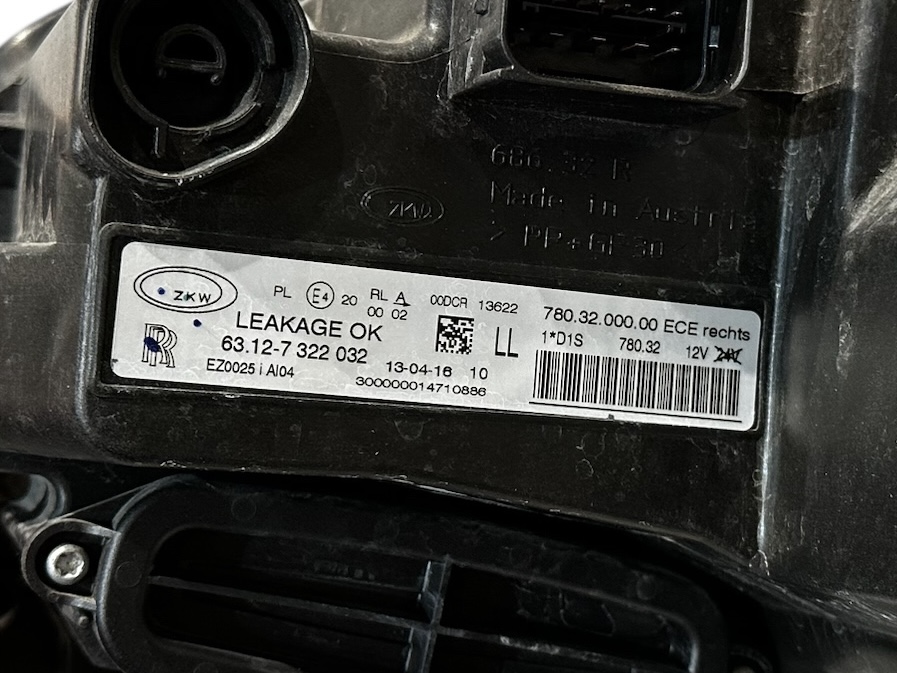 686.32 R
Made in Austria
ZKW
> PP+GF30
ZKW
PL E4 20 RL A 00DCR 13622 780.32.000.00 ECE rechts
00 02
LEAKAGE OK
LL 1*D1S 780.32 12V 24V
RR
63.12-7 322 032
EZ0025 i AI04
13-04-16 10
300000014710886